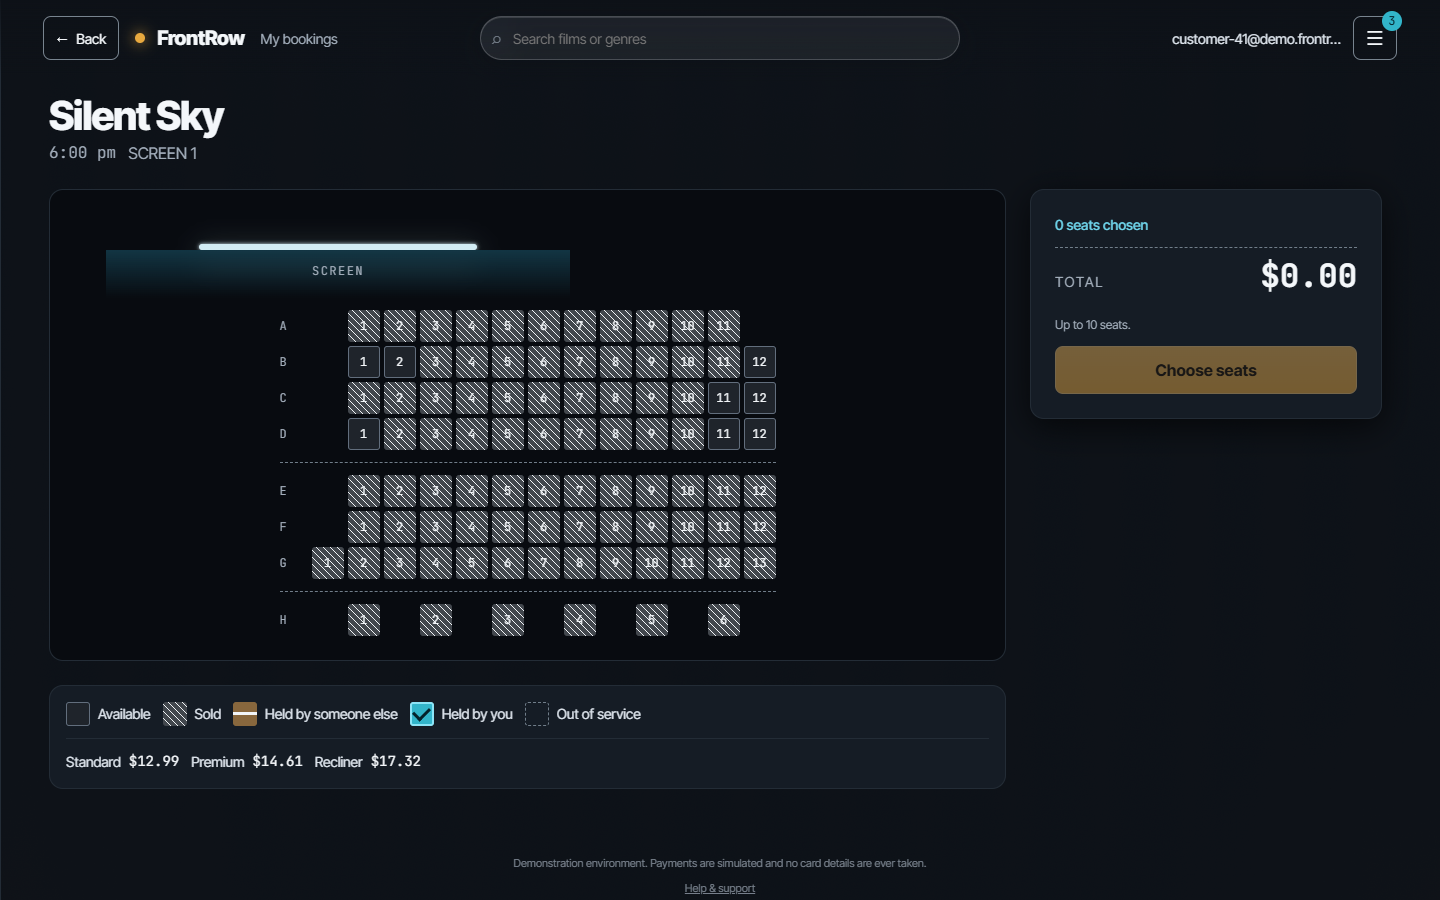 ← Back FrontRow My bookings Search films or genres customer-41@demo.frontr... 3
Silent Sky
6:00 pm SCREEN 1
SCREEN
A 1 2 3 4 5 6 7 8 9 10 11
B 1 2 3 4 5 6 7 8 9 10 11 12
C 1 2 3 4 5 6 7 8 9 10 11 12
D 1 2 3 4 5 6 7 8 9 10 11 12
E 1 2 3 4 5 6 7 8 9 10 11 12
F 1 2 3 4 5 6 7 8 9 10 11 12
G 1 2 3 4 5 6 7 8 9 10 11 12 13
H 1 2 3 4 5 6
0 seats chosen
TOTAL $0.00
Up to 10 seats.
Choose seats
Available Sold Held by someone else Held by you Out of service
Standard $12.99 Premium $14.61 Recliner $17.32
Demonstration environment. Payments are simulated and no card details are ever taken.
Help & support